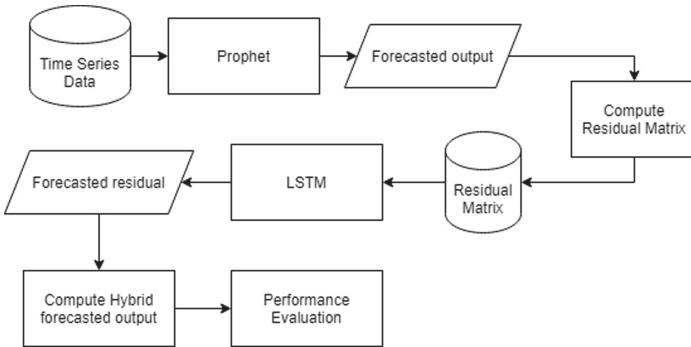 Time Series
Data
Prophet
Forecasted output
Compute
Residual Matrix
Residual
Matrix
LSTM
Forecasted residual
Compute Hybrid
forecasted output
Performance
Evaluation